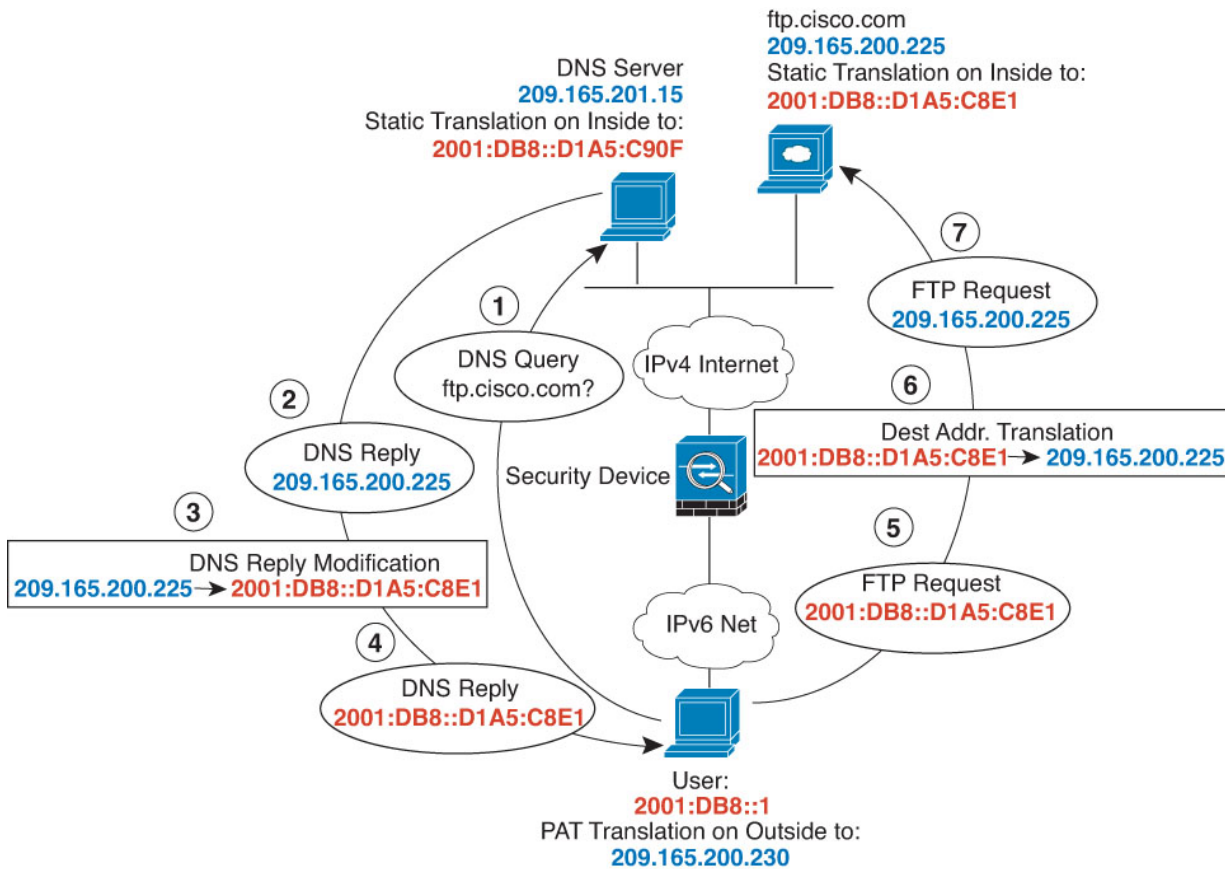 ftp.cisco.com
209.165.200.225
Static Translation on Inside to:
2001:DB8::D1A5:C8E1
DNS Server
209.165.201.15
Static Translation on Inside to:
2001:DB8::D1A5:C90F
7
FTP Request
209.165.200.225
1
DNS Query
ftp.cisco.com?
IPv4 Internet
2
DNS Reply
209.165.200.225
6
Dest Addr. Translation
2001:DB8::D1A5:C8E1 209.165.200.225
Security Device
3
DNS Reply Modification
209.165.200.225 2001:DB8::D1A5:C8E1
5
FTP Request
2001:DB8::D1A5:C8E1
IPv6 Net
4
DNS Reply
2001:DB8::D1A5:C8E1
User:
2001:DB8::1
PAT Translation on Outside to:
209.165.200.230